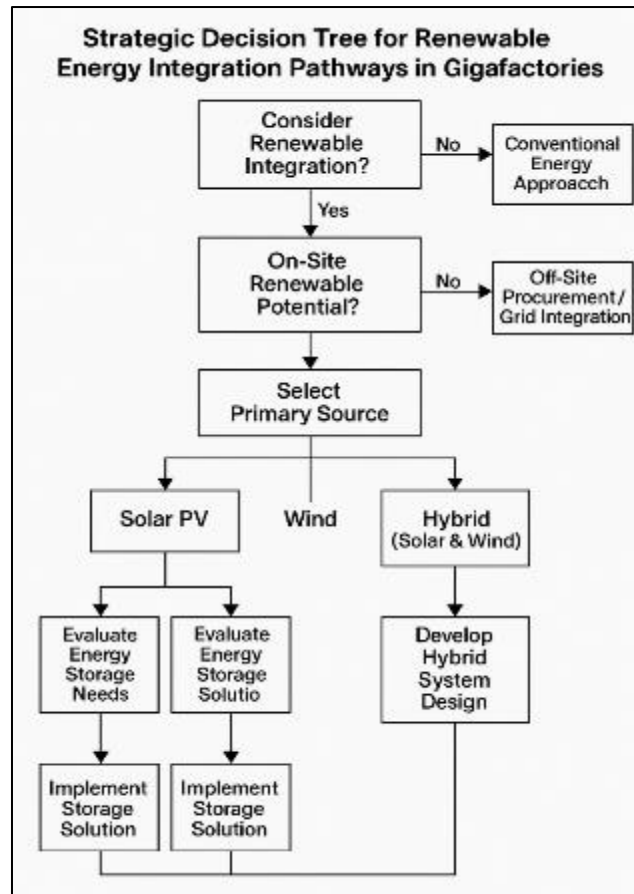 Strategic Decision Tree for Renewable
Energy Integration Pathways in Gigafactories
Consider
Renewable
Integration?
No
Conventional
Energy
Approacch
Yes
On-Site
Renewable
Potential?
No
Off-Site
Procurement/
Grid Integration
Select
Primary Source
Solar PV
Wind
Hybrid
(Solar & Wind)
Evaluate
Energy
Storage
Needs
Evaluate
Energy
Storage
Solutio
Develop
Hybrid
System
Design
Implement
Storage
Solution
Implement
Storage
Solution